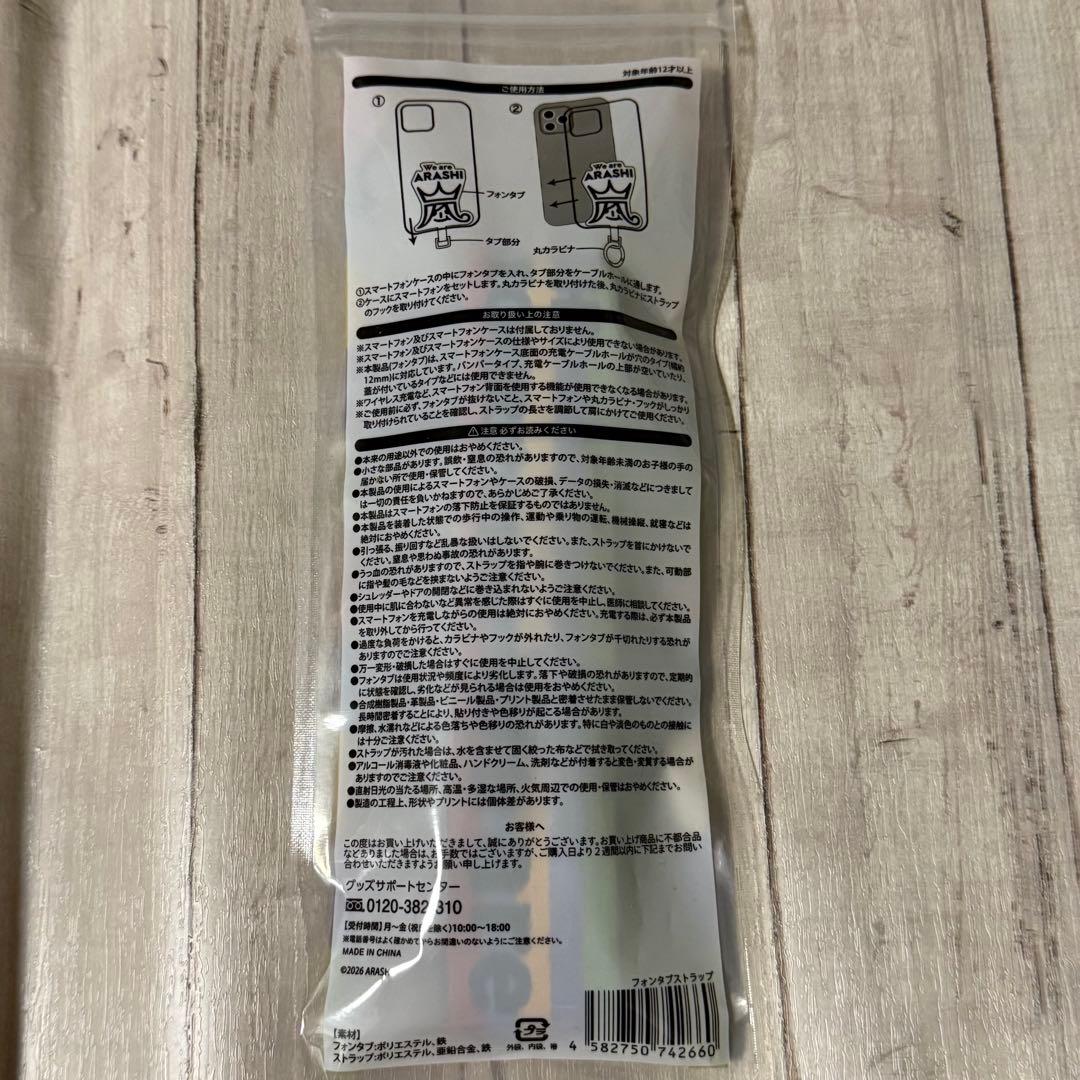 対象年齢12才以上
ご使用方法
①
②
We are
ARASHI
嵐
フォンタブ
タブ部分
We are
ARASHI
嵐
丸カラビナ
①スマートフォンケースの中にフォンタブを入れ、タブ部分をケーブルホールに通します。
②ケースにスマートフォンをセットします。丸カラビナを取り付けた後、丸カラビナにストラップ
のフックを取り付けてください。
お取り扱い上の注意
※スマートフォン及びスマートフォンケースは付属しておりません。
※スマートフォン及びスマートフォンケースの仕様やサイズにより使用できない場合があります。
※本製品(フォンタブ)は、スマートフォンケース底面の充電ケーブルホールが穴のタイプ(幅約
12mm)に対応しています。バンパータイプ、充電ケーブルホールの上部が空いていたり、
蓋が付いているタイプなどには使用できません。
※ワイヤレス充電など、スマートフォン背面を使用する機能が使用できなくなる場合があります。
※ご使用前に必ず、フォンタブが抜けないこと、スマートフォンや丸カラビナ・フックがしっかり
取り付けられていることを確認し、ストラップの長さを調節して肩にかけてご使用ください。
⚠注意 必ずお読みください
●本来の用途以外での使用はおやめください。
●小さな部品があります。誤飲・窒息の恐れがありますので、対象年齢未満のお子様の手の
届かない所で使用・保管してください。
●本製品の使用によるスマートフォンやケースの破損、データの損失・消滅などにつきまして
は一切の責任を負いかねますので、あらかじめご了承ください。
●本製品はスマートフォンの落下防止を保証するものではありません。
●本製品を装着した状態での歩行中の操作、運動や乗り物の運転、機械操縦、就寝などは
絶対におやめください。
●引っ張る、振り回すなど乱暴な扱いはしないでください。また、ストラップを首にかけないで
ください。窒息や思わぬ事故の恐れがあります。
●うっ血の恐れがありますので、ストラップを指や腕に巻きつけないでください。また、可動部
に指や髪の毛などを挟まないようご注意ください。
●シュレッダーやドアの開閉などに巻き込まれないようご注意ください。
●使用中に肌に合わないなど異常を感じた際はすぐに使用を中止し、医師に相談してください。
●スマートフォンを充電しながらの使用は絶対におやめください。充電する際は、必ず本製品
を取り外してから行ってください。
●過度な負荷をかけると、カラビナやフックが外れたり、フォンタブが千切れたりする恐れが
ありますのでご注意ください。
●万一変形・破損した場合はすぐに使用を中止してください。
●フォンタブは使用状況や頻度により劣化します。落下や破損の恐れがありますので、定期的
に状態を確認し、劣化などが見られる場合は使用をおやめください。
●合成樹脂製品・革製品・ビニール製品・プリント製品と密着させたまま保管しないでください。
長時間密着することにより、貼り付きや色移りが起こる場合があります。
●摩擦、水濡れなどによる色落ちや色移りの恐れがあります。特に白や淡色のものとの接触に
は十分ご注意ください。
●ストラップが汚れた場合は、水を含ませて固く絞った布などで拭き取ってください。
●アルコール消毒液や化粧品、ハンドクリーム、洗剤などが付着すると変色・変質する場合が
ありますのでご注意ください。
●直射日光の当たる場所、高温・多湿な場所、火気周辺での使用・保管はおやめください。
●製造の工程上、形状やプリントには個体差があります。
お客様へ
この度はお買い上げいただきまして、誠にありがとうございます。お買い上げ商品に不都合品
などありました場合は、お手数ではございますが、ご購入日より2週間以内に下記までお問い
合わせいただきますようお願い申し上げます。
グッズサポートセンター
0120-382-310
【受付時間】月〜金(祝日を除く)10:00〜18:00
※電話番号はよく確かめてからお間違いのないようにご注意ください。
MADE IN CHINA
©2026 ARASHI
フォンタブストラップ
【素材】
フォンタブ:ポリエステル、鉄
ストラップ:ポリエステル、亜鉛合金、鉄
プラ
外袋、内袋、帯
4 582750 742660